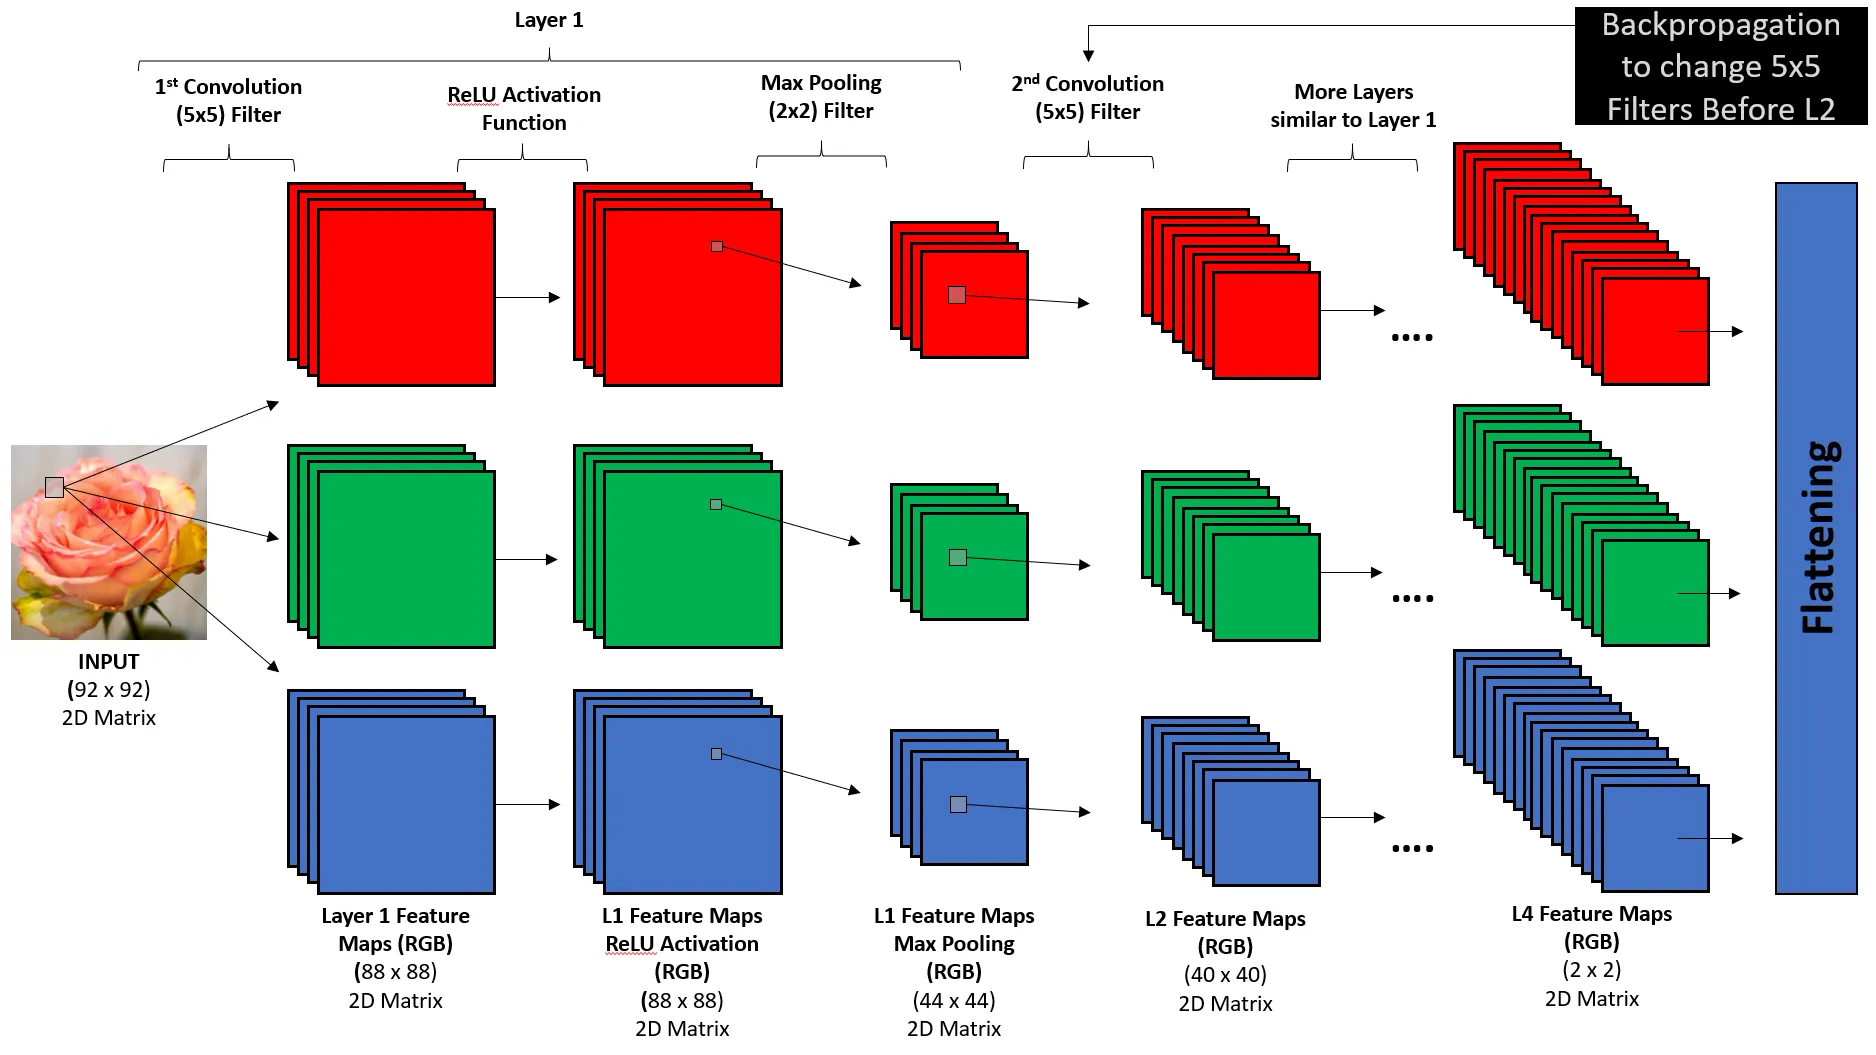 Layer 1
Backpropagation
to change 5x5
Filters Before L2
1st Convolution
(5x5) Filter
ReLU Activation
Function
Max Pooling
(2x2) Filter
2nd Convolution
(5x5) Filter
More Layers
similar to Layer 1
....
....
....
Flattening
INPUT
(92 x 92)
2D Matrix
Layer 1 Feature
Maps (RGB)
(88 x 88)
2D Matrix
L1 Feature Maps
ReLU Activation
(RGB)
(88 x 88)
2D Matrix
L1 Feature Maps
Max Pooling
(RGB)
(44 x 44)
2D Matrix
L2 Feature Maps
(RGB)
(40 x 40)
2D Matrix
L4 Feature Maps
(RGB)
(2 x 2)
2D Matrix